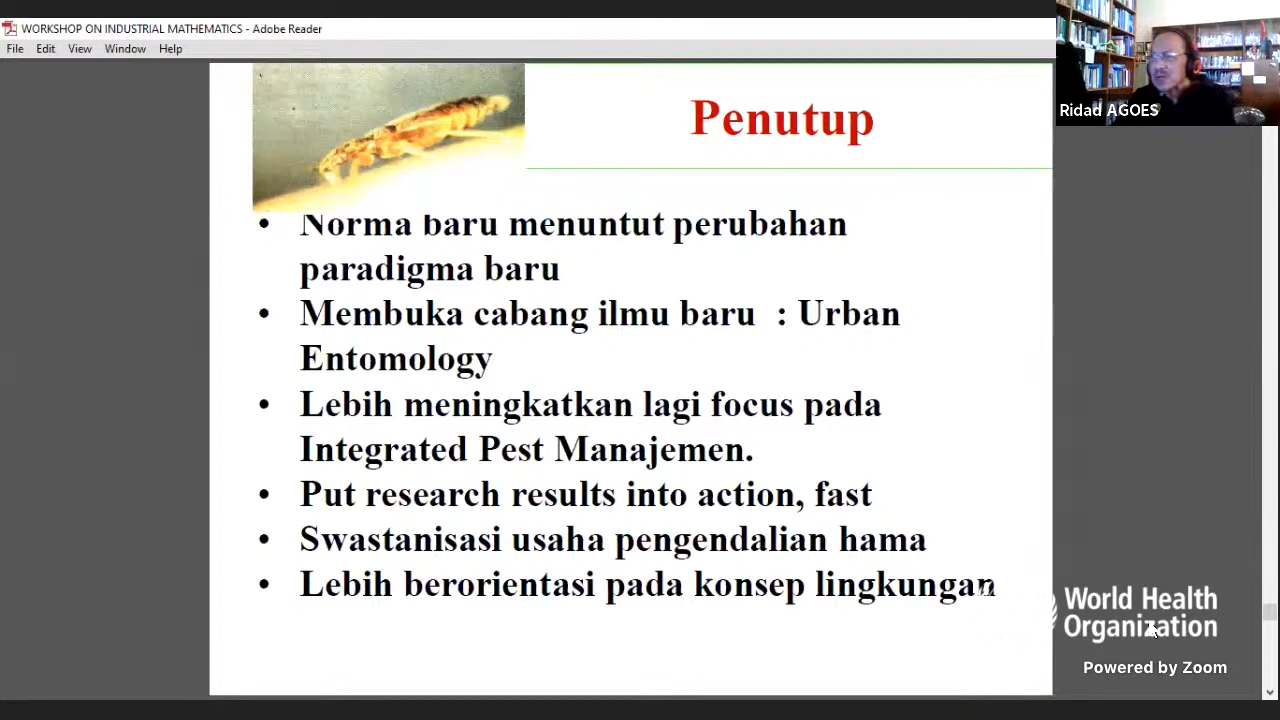 WORKSHOP ON INDUSTRIAL MATHEMATICS - Adobe Reader
File Edit View Window Help
Ridad AGOES
Penutup
• Norma baru menuntut perubahan
paradigma baru
• Membuka cabang ilmu baru : Urban
Entomology
• Lebih meningkatkan lagi focus pada
Integrated Pest Manajemen.
• Put research results into action, fast
• Swastanisasi usaha pengendalian hama
• Lebih berorientasi pada konsep lingkungan
World Health
Organization
Powered by Zoom